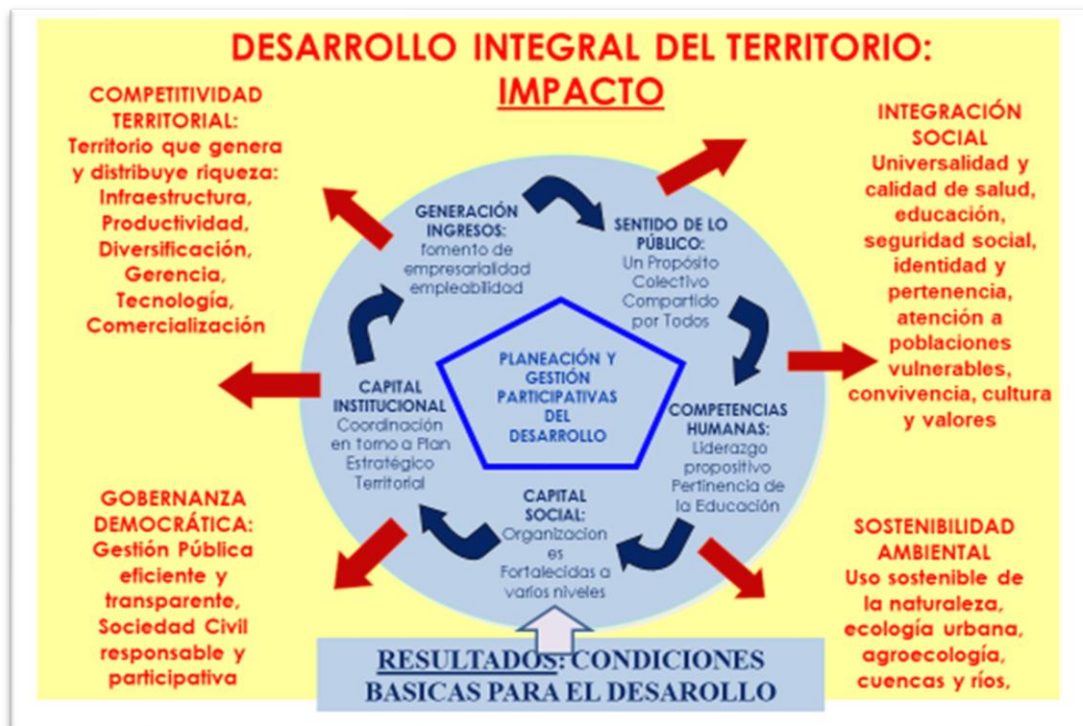 DESARROLLO INTEGRAL DEL TERRITORIO:
IMPACTO
COMPETITIVIDAD
TERRITORIAL:
Territorio que genera
y distribuye riqueza:
Infraestructura,
Productividad,
Diversificación,
Gerencia,
Tecnología,
Comercialización
GENERACIÓN
INGRESOS:
fomento de
empresarialidad
empleabilidad
SENTIDO DE LO
PÚBLICO:
Un Propósito
Colectivo
Compartido
por Todos
INTEGRACIÓN
SOCIAL
Universalidad y
calidad de salud,
educación,
seguridad social,
identidad y
pertenencia,
atención a
poblaciones
vulnerables,
convivencia, cultura
y valores
PLANEACIÓN Y
GESTIÓN
PARTICIPATIVAS
DEL
DESARROLLO
CAPITAL
INSTITUCIONAL
Coordinación
en torno a Plan
Estratégico
Territorial
COMPETENCIAS
HUMANAS:
Liderazgo
propositivo
Pertinencia de
la Educación
CAPITAL
SOCIAL:
Organizacion
es
Fortalecidas a
varios niveles
GOBERNANZA
DEMOCRÁTICA:
Gestión Pública
eficiente y
transparente,
Sociedad Civil
responsable y
participativa
SOSTENIBILIDAD
AMBIENTAL
Uso sostenible de
la naturaleza,
ecología urbana,
agroecología,
cuencas y ríos,
RESULTADOS: CONDICIONES
BASICAS PARA EL DESAROLLO